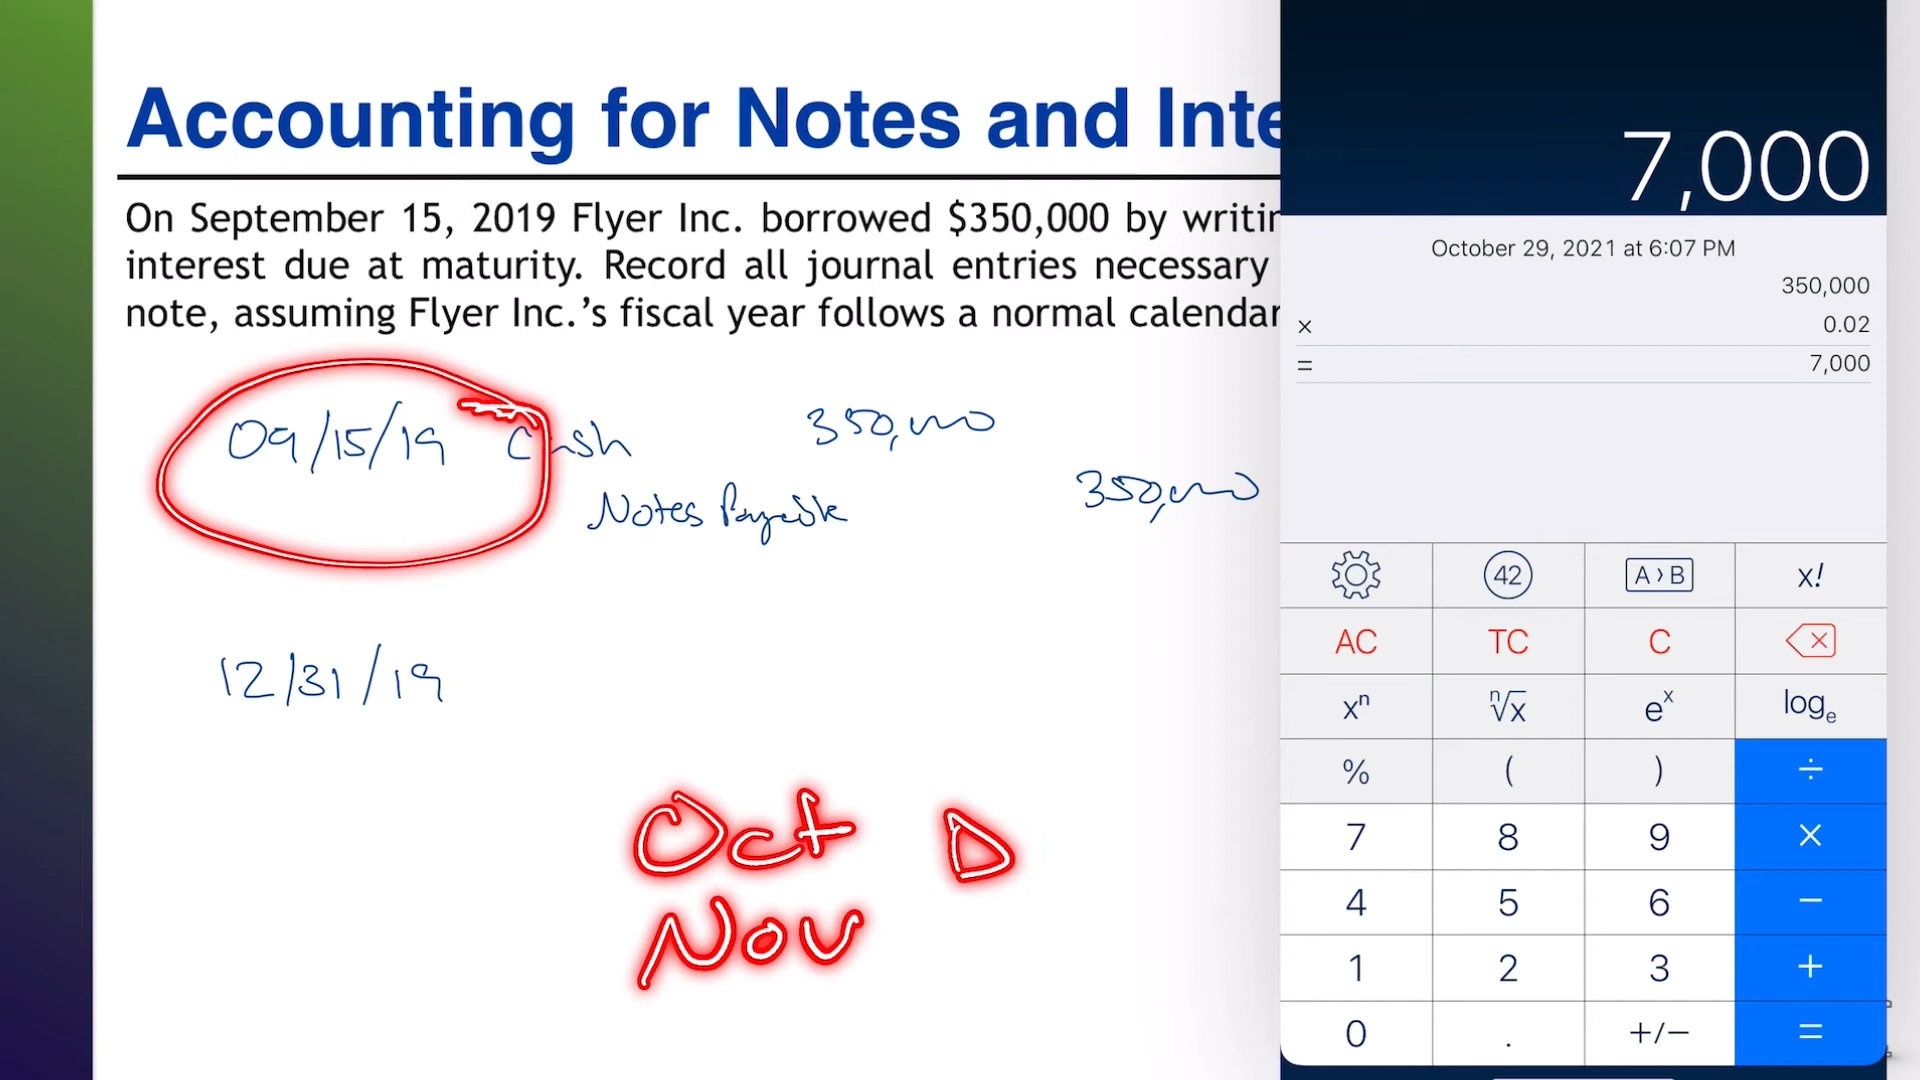 Accounting for Notes and Inte
On September 15, 2019 Flyer Inc. borrowed $350,000 by writin
interest due at maturity. Record all journal entries necessary
note, assuming Flyer Inc.’s fiscal year follows a normal calendar
09/15/19 Cash 350,000
Notes Payable 350,000
12/31/19
Oct D
Nov
7,000
October 29, 2021 at 6:07 PM
350,000
× 0.02
= 7,000
42 A›B x!
AC TC C
xⁿ ⁿ√x eˣ logₑ
% ( ) ÷
7 8 9 ×
4 5 6 −
1 2 3 +
0 . +/− =